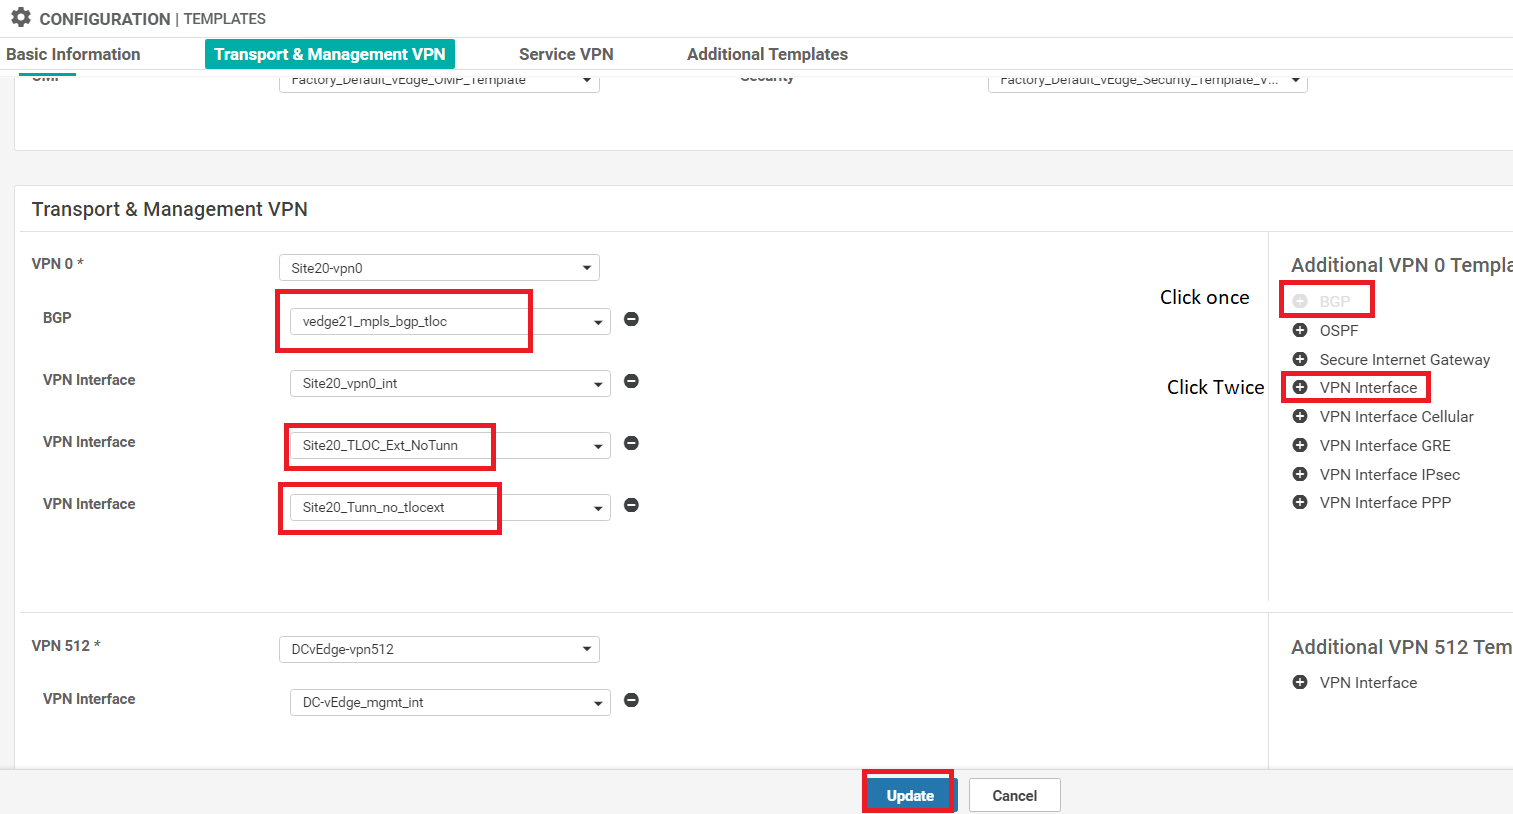 CONFIGURATION | TEMPLATES
Basic Information Transport & Management VPN Service VPN Additional Templates
OMP Factory_Default_vEdge_OMP_Template Security Factory_Default_vEdge_Security_Template_V...
Transport & Management VPN
VPN 0 * Site20-vpn0 Additional VPN 0 Templa
Click once BGP
BGP vedge21_mpls_bgp_tloc OSPF
Secure Internet Gateway
VPN Interface Site20_vpn0_int Click Twice VPN Interface
VPN Interface Cellular
VPN Interface Site20_TLOC_Ext_NoTunn VPN Interface GRE
VPN Interface IPsec
VPN Interface Site20_Tunn_no_tlocext VPN Interface PPP
VPN 512 * DCvEdge-vpn512 Additional VPN 512 Tem
VPN Interface
VPN Interface DC-vEdge_mgmt_int
Update Cancel